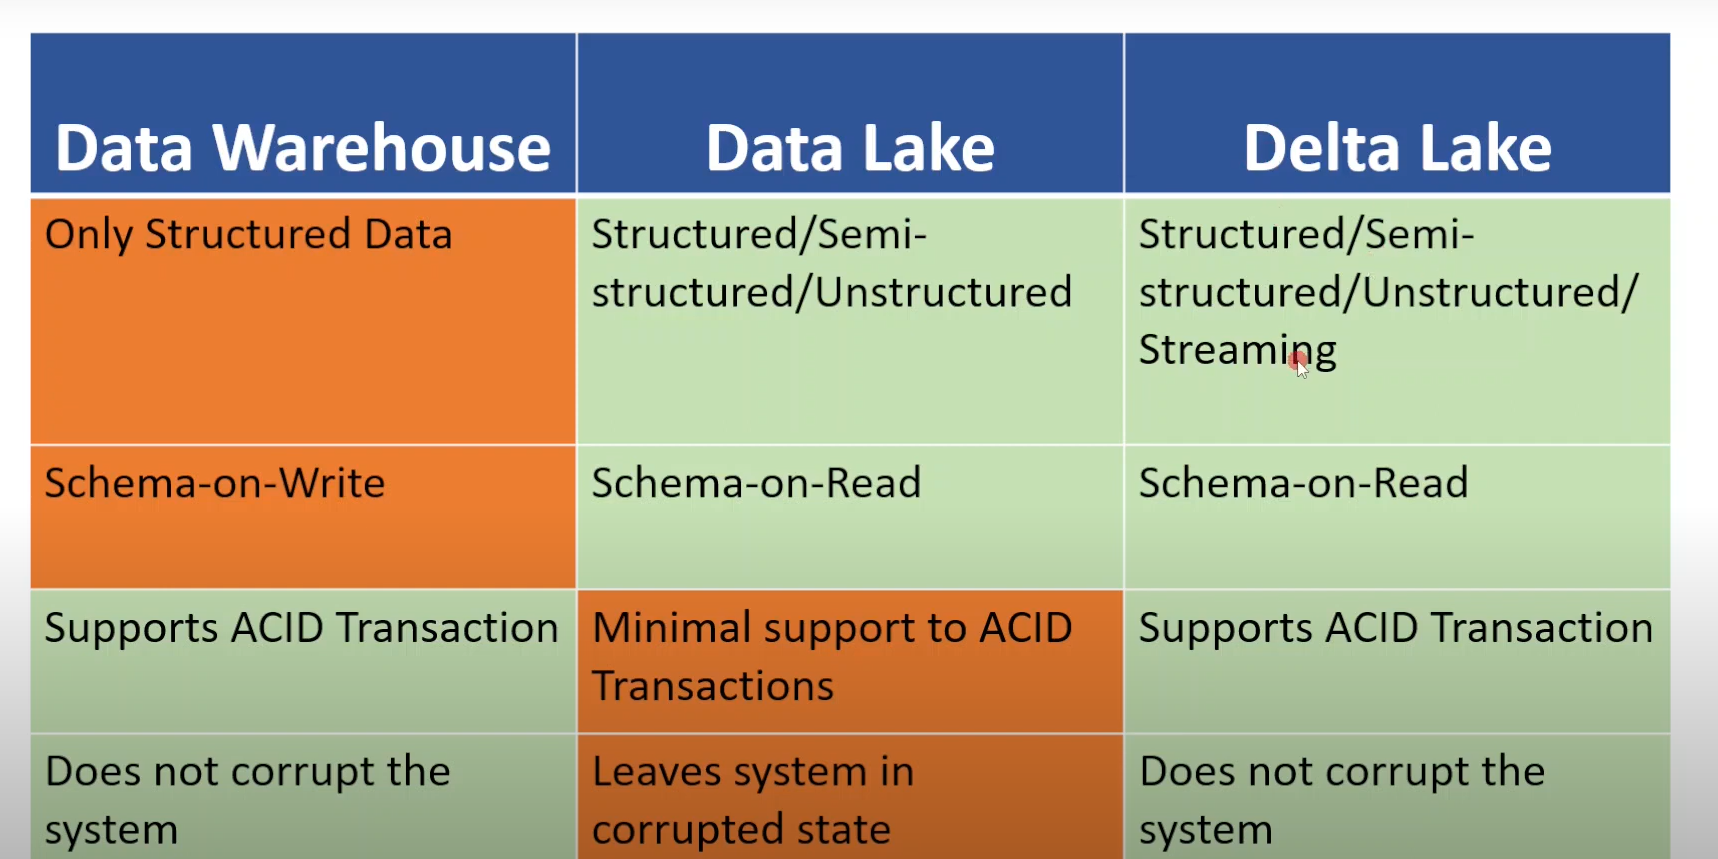 Data Warehouse
Data Lake
Delta Lake
Only Structured Data
Structured/Semi-
structured/Unstructured
Structured/Semi-
structured/Unstructured/
Streaming
Schema-on-Write
Schema-on-Read
Schema-on-Read
Supports ACID Transaction
Minimal support to ACID
Transactions
Supports ACID Transaction
Does not corrupt the
system
Leaves system in
corrupted state
Does not corrupt the
system